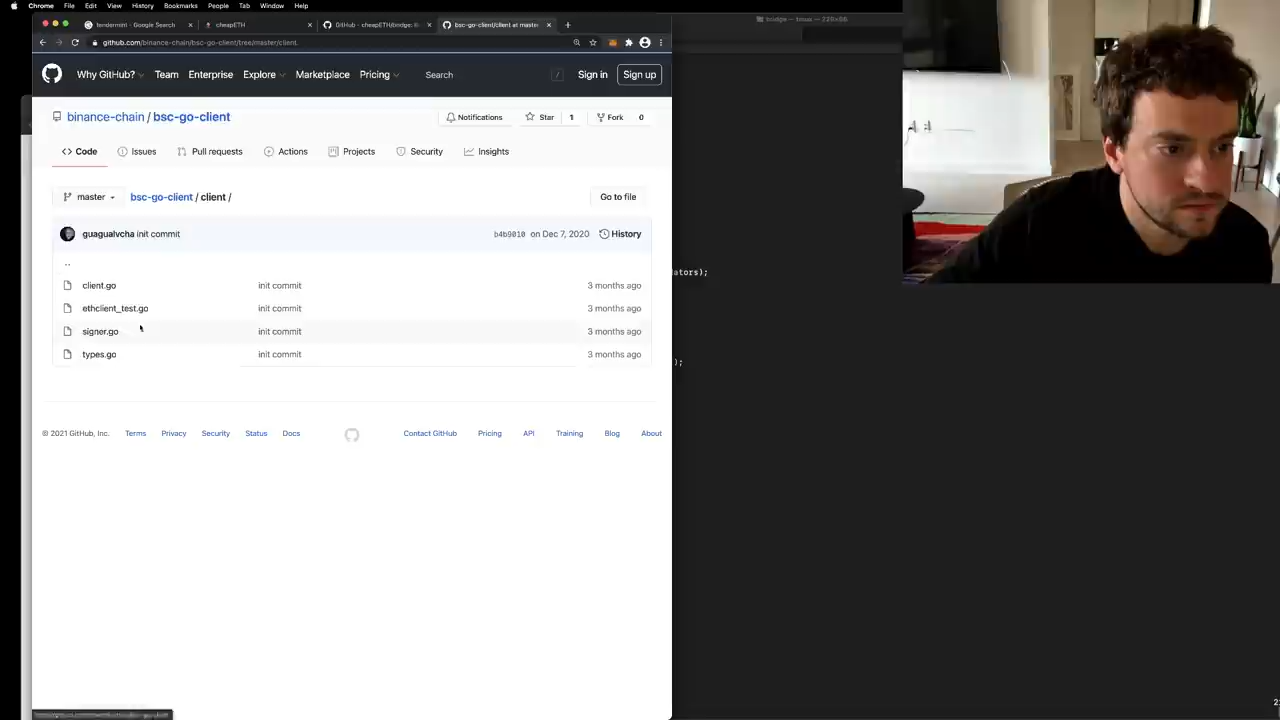 Chrome File Edit View History Bookmarks People Tab Window Help
tendermint - Google Search
cheapETH
GitHub - cheapETH/bridge: B
bsc-go-client/client at master
bridge — tmux —
github.com/binance-chain/bsc-go-client/tree/master/client
Why GitHub? Team Enterprise Explore Marketplace Pricing Search / Sign in Sign up
binance-chain / bsc-go-client
Notifications Star 1 Fork 0
Code Issues Pull requests Actions Projects Security Insights
master bsc-go-client / client / Go to file
guagualvcha init commit b4b9010 on Dec 7, 2020 History
..
client.go init commit 3 months ago
ethclient_test.go init commit 3 months ago
signer.go init commit 3 months ago
types.go init commit 3 months ago
© 2021 GitHub, Inc. Terms Privacy Security Status Docs Contact GitHub Pricing API Training Blog About
lators);
);